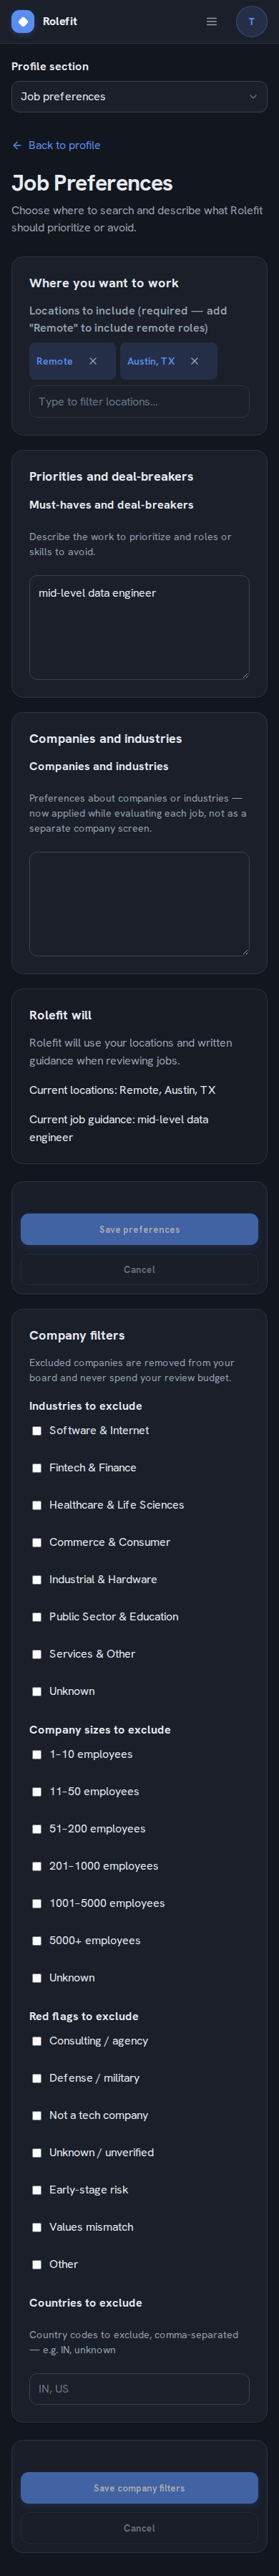 Rolefit
T
Profile section
Job preferences
Back to profile
Job Preferences
Choose where to search and describe what Rolefit
should prioritize or avoid.
Where you want to work
Locations to include (required — add
"Remote" to include remote roles)
Remote
Austin, TX
Type to filter locations...
Priorities and deal-breakers
Must-haves and deal-breakers
Describe the work to prioritize and roles or
skills to avoid.
mid-level data engineer
Companies and industries
Companies and industries
Preferences about companies or industries —
now applied while evaluating each job, not as a
separate company screen.
Rolefit will
Rolefit will use your locations and written
guidance when reviewing jobs.
Current locations: Remote, Austin, TX
Current job guidance: mid-level data
engineer
Save preferences
Cancel
Company filters
Excluded companies are removed from your
board and never spend your review budget.
Industries to exclude
Software & Internet
Fintech & Finance
Healthcare & Life Sciences
Commerce & Consumer
Industrial & Hardware
Public Sector & Education
Services & Other
Unknown
Company sizes to exclude
1–10 employees
11–50 employees
51–200 employees
201–1000 employees
1001–5000 employees
5000+ employees
Unknown
Red flags to exclude
Consulting / agency
Defense / military
Not a tech company
Unknown / unverified
Early-stage risk
Values mismatch
Other
Countries to exclude
Country codes to exclude, comma-separated
— e.g. IN, unknown
IN, US
Save company filters
Cancel